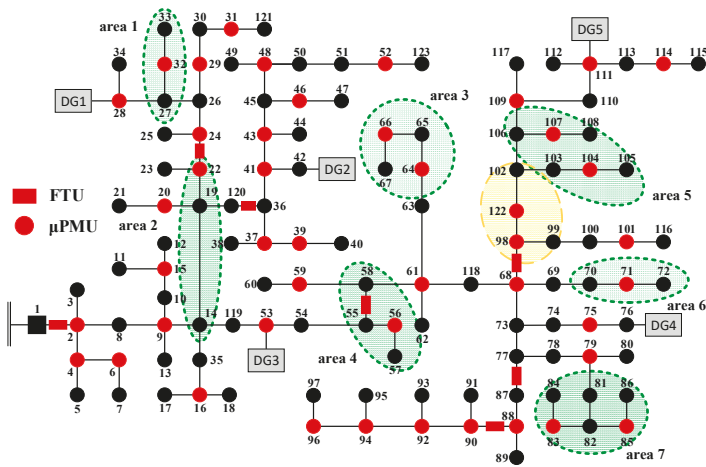 33 30 31 121
area 1
34 49 48 50 51 52 123 117 112 DG5 113 114 115
32 29
111
DG1 28 27 26 45 46 47 area 3 109 110
25 24 43 44 66 65 106 107 108
23 22 41 42 DG2 67 64 102 103 104 105
FTU 21 20 19 120 36 63 area 5
μPMU area 2 122
12 38 37 39 40 98 99 100 101 116
11 15 60 59 58 61 118 68 69 70 71 72
10
1 3 14 119 53 54 55 56 62 73 74 75 76 DG4 area 6
2 8 9
4 6 13 35 DG3 area 4 57 77 78 79 80
5 7 17 16 18 97 95 93 91 87 84 81 86
96 94 92 90 88 83 82 85
89 area 7